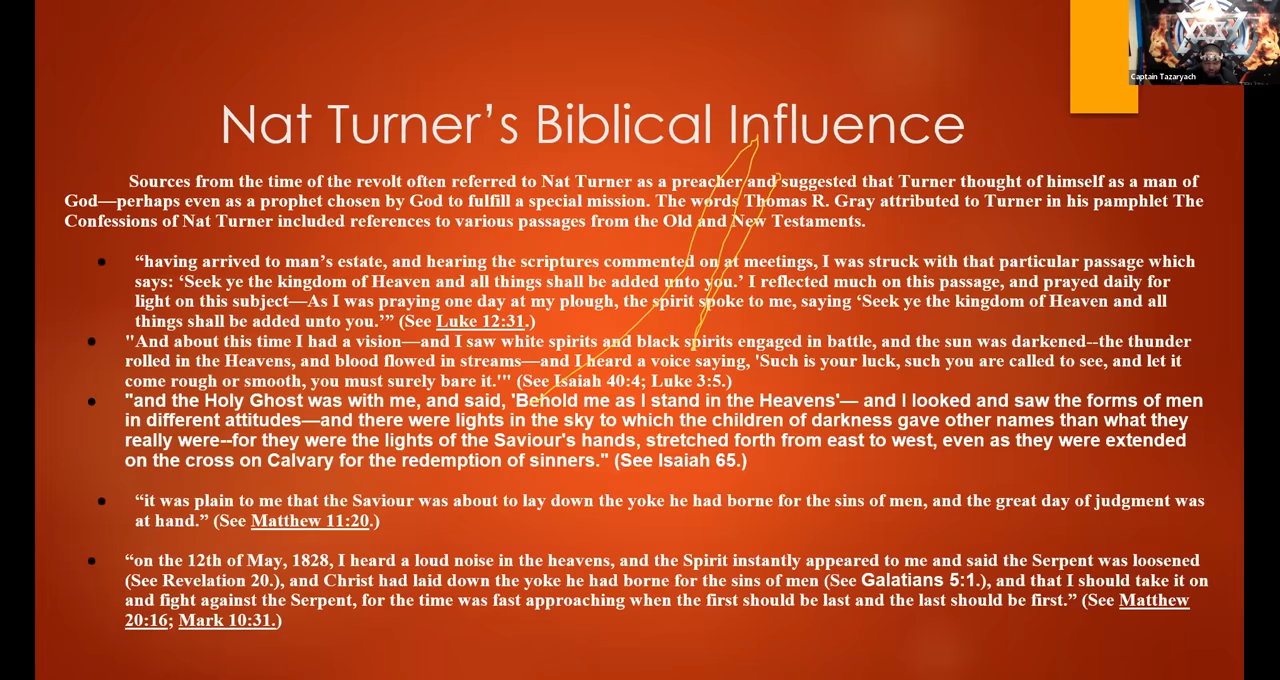 Captain Tazaryach
Nat Turner’s Biblical Influence
Sources from the time of the revolt often referred to Nat Turner as a preacher and suggested that Turner thought of himself as a man of
God—perhaps even as a prophet chosen by God to fulfill a special mission. The words Thomas R. Gray attributed to Turner in his pamphlet The
Confessions of Nat Turner included references to various passages from the Old and New Testaments.
“having arrived to man’s estate, and hearing the scriptures commented on at meetings, I was struck with that particular passage which
says: ‘Seek ye the kingdom of Heaven and all things shall be added unto you.’ I reflected much on this passage, and prayed daily for
light on this subject—As I was praying one day at my plough, the spirit spoke to me, saying ‘Seek ye the kingdom of Heaven and all
things shall be added unto you.’” (See Luke 12:31.)
"And about this time I had a vision—and I saw white spirits and black spirits engaged in battle, and the sun was darkened--the thunder
rolled in the Heavens, and blood flowed in streams—and I heard a voice saying, 'Such is your luck, such you are called to see, and let it
come rough or smooth, you must surely bare it.'" (See Isaiah 40:4; Luke 3:5.)
"and the Holy Ghost was with me, and said, 'Behold me as I stand in the Heavens'— and I looked and saw the forms of men
in different attitudes—and there were lights in the sky to which the children of darkness gave other names than what they
really were--for they were the lights of the Saviour's hands, stretched forth from east to west, even as they were extended
on the cross on Calvary for the redemption of sinners." (See Isaiah 65.)
“it was plain to me that the Saviour was about to lay down the yoke he had borne for the sins of men, and the great day of judgment was
at hand.” (See Matthew 11:20.)
“on the 12th of May, 1828, I heard a loud noise in the heavens, and the Spirit instantly appeared to me and said the Serpent was loosened
(See Revelation 20.), and Christ had laid down the yoke he had borne for the sins of men (See Galatians 5:1.), and that I should take it on
and fight against the Serpent, for the time was fast approaching when the first should be last and the last should be first.” (See Matthew
20:16; Mark 10:31.)